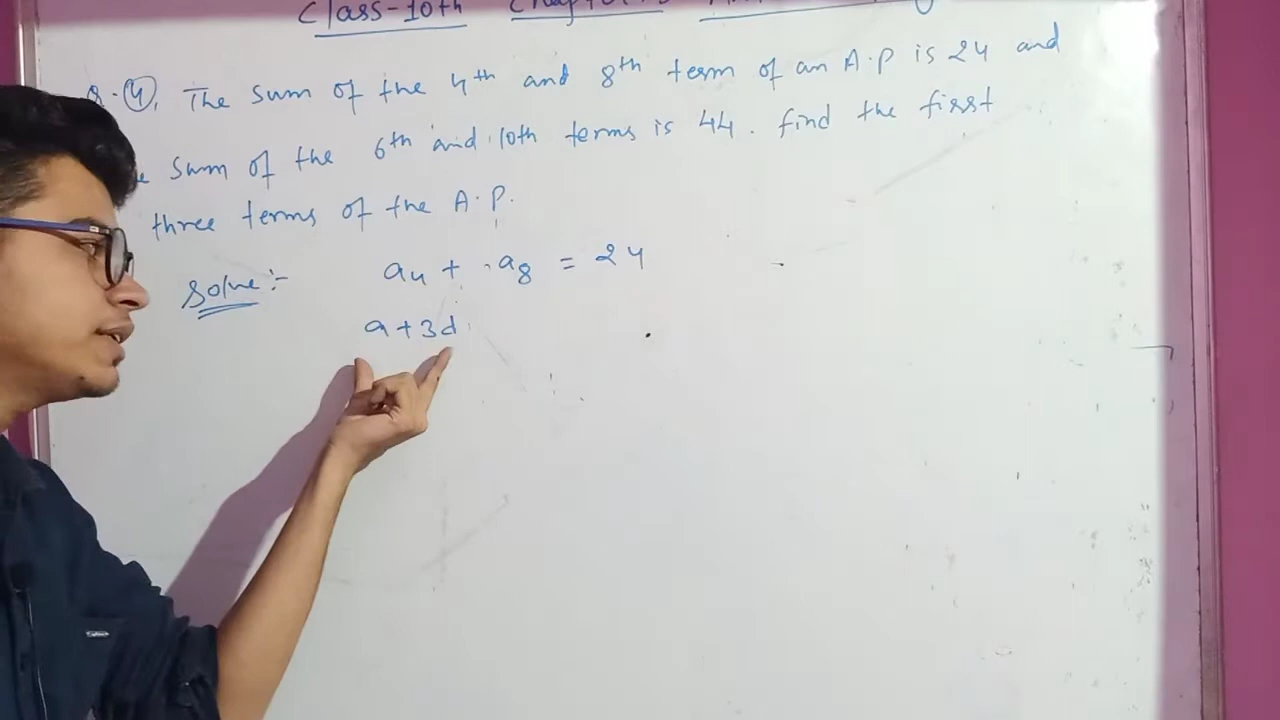 Class-10th
Q.④. The sum of the 4th and 8th term of an A.P is 24 and
sum of the 6th and 10th terms is 44. find the first
three terms of the A.P.
Solve :- a4 + a8 = 24
a+3d